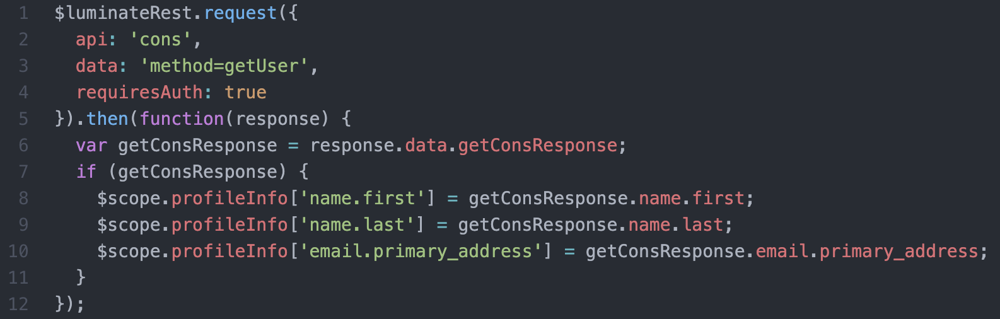 1 $luminateRest.request({
2   api: 'cons',
3   data: 'method=getUser',
4   requiresAuth: true
5 }).then(function(response) {
6   var getConsResponse = response.data.getConsResponse;
7   if (getConsResponse) {
8     $scope.profileInfo['name.first'] = getConsResponse.name.first;
9     $scope.profileInfo['name.last'] = getConsResponse.name.last;
10     $scope.profileInfo['email.primary_address'] = getConsResponse.email.primary_address;
11   }
12 });